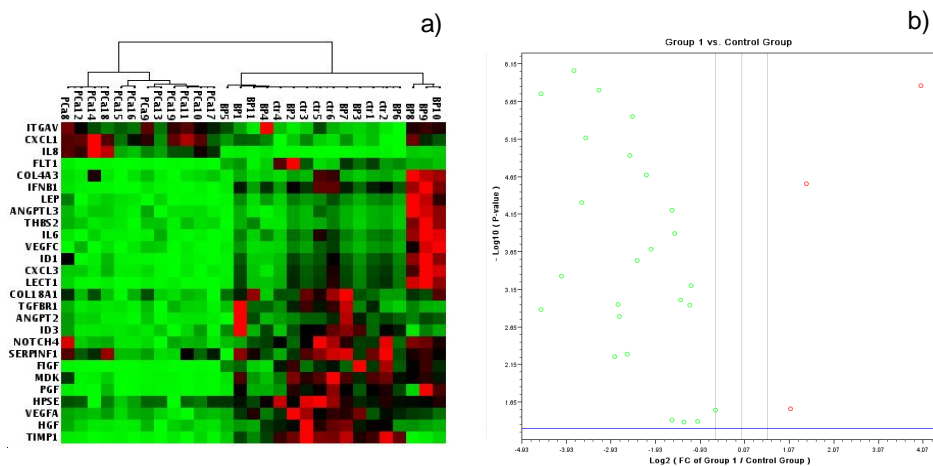 a)
b)
Group 1 vs. Control Group
PCa8 PCa12 PCa14 PCa18 PCa15 PCa16 PCa9 PCa13 PCa19 PCa11 PCa10 PCa17 BP5 BP1 BP11 BP4 ctr4 BP2 ctr3 ctr5 ctr6 BP7 BP3 ctr1 ctr2 BP6 BP8 BP9 BP10
ITGAV
CXCL1
IL8
FLT1
COL4A3
IFNB1
LEP
ANGPTL3
THBS2
IL6
VEGFC
ID1
CXCL3
LECT1
COL18A1
TGFBR1
ANGPT2
ID3
NOTCH4
SERPINF1
FIGF
MDK
PGF
HPSE
VEGFA
HGF
TIMP1
- Log10 ( P-value )
6.15
5.65
5.15
4.65
4.15
3.65
3.15
2.65
2.15
1.65
-4.93 -3.93 -2.93 -1.93 -0.93 0.07 1.07 2.07 3.07 4.07
Log2 ( FC of Group 1 / Control Group )